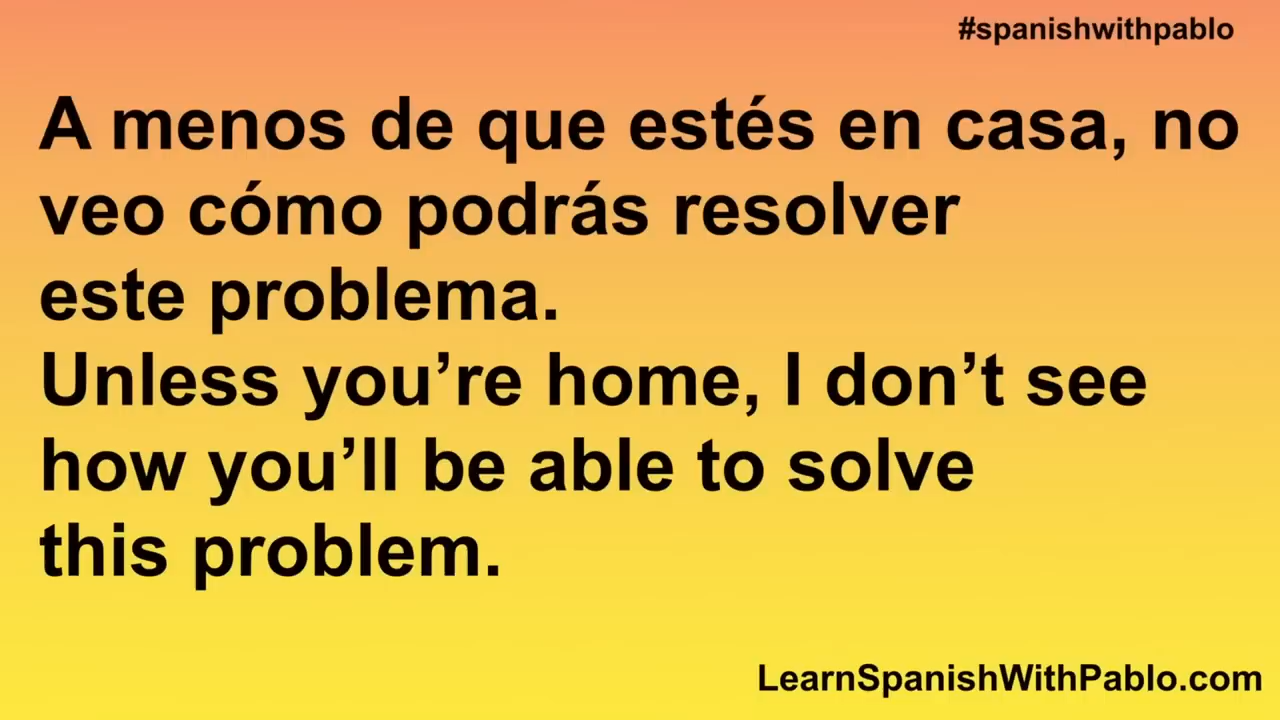 #spanishwithpablo
A menos de que estés en casa, no
veo cómo podrás resolver
este problema.
Unless you’re home, I don’t see
how you’ll be able to solve
this problem.
LearnSpanishWithPablo.com